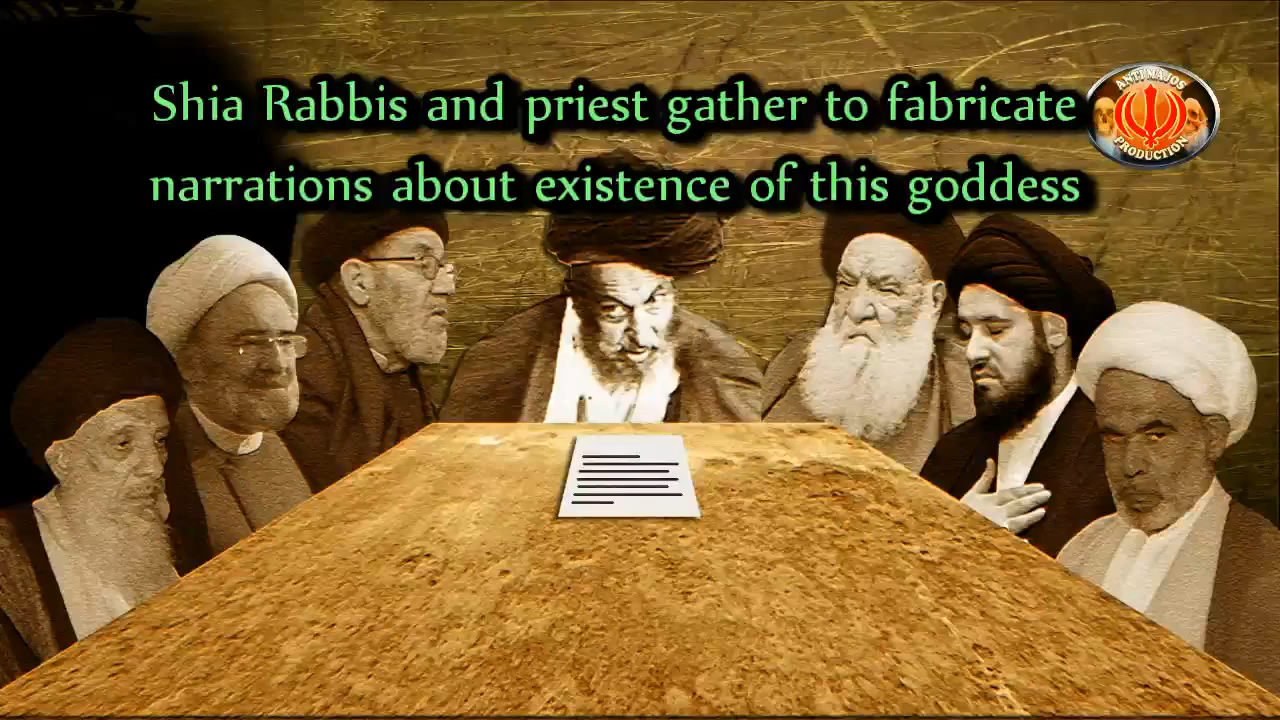 Shia Rabbis and priest gather to fabricate
narrations about existence of this goddess
ANTI MAJOS
PRODUCTION